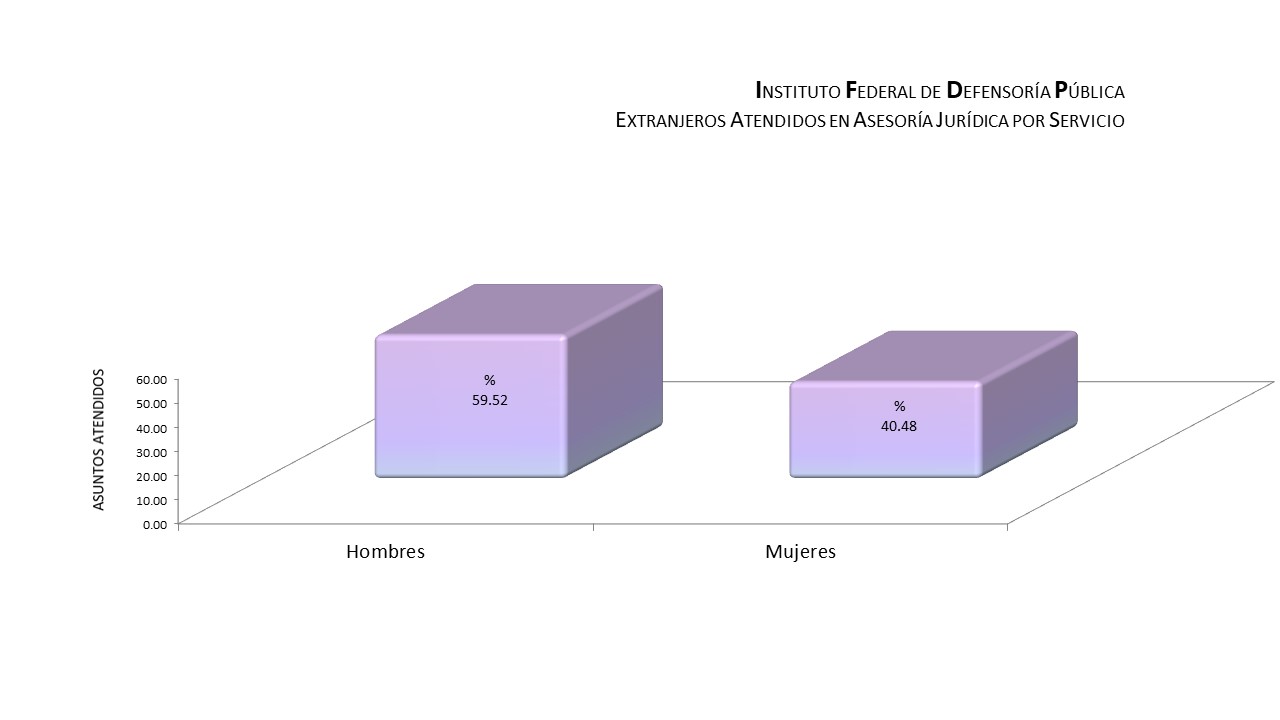 INSTITUTO FEDERAL DE DEFENSORÍA PÚBLICA
EXTRANJEROS ATENDIDOS EN ASESORÍA JURÍDICA POR SERVICIO
ASUNTOS ATENDIDOS
60.00
50.00
40.00
30.00
20.00
10.00
0.00
%
59.52
%
40.48
Hombres
Mujeres